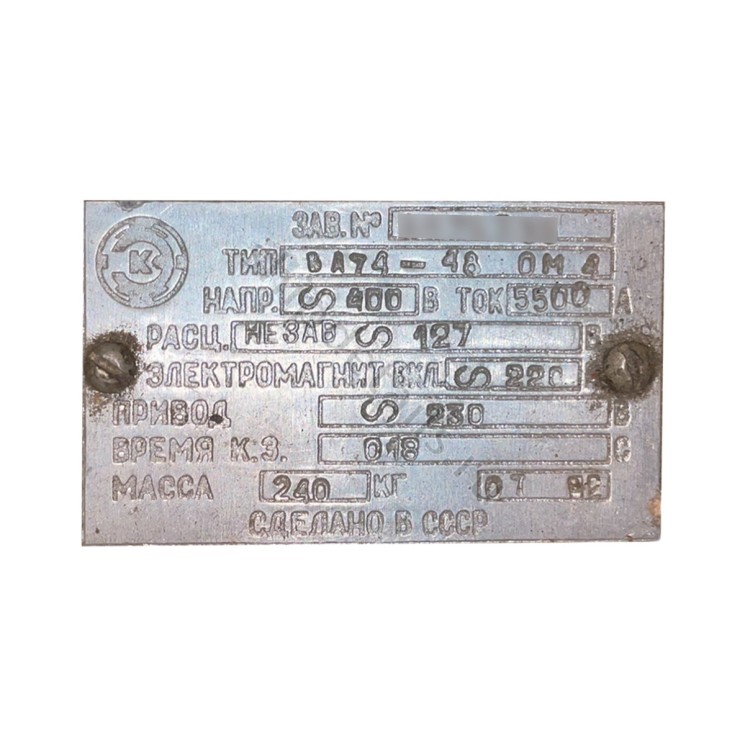 ЗАВ. №
К
ТИП ВА74-48 ОМ4
НАПР. ∿ 400 В ТОК 5500 А
РАСЦ. НЕЗАВ ∿ 127 В
ЭЛЕКТРОМАГНИТ ВКЛ. ∿ 220
ПРИВОД ∿ 230 В
ВРЕМЯ К.З. 018 С
МАССА 240 КГ 07
СДЕЛАНО В СССР